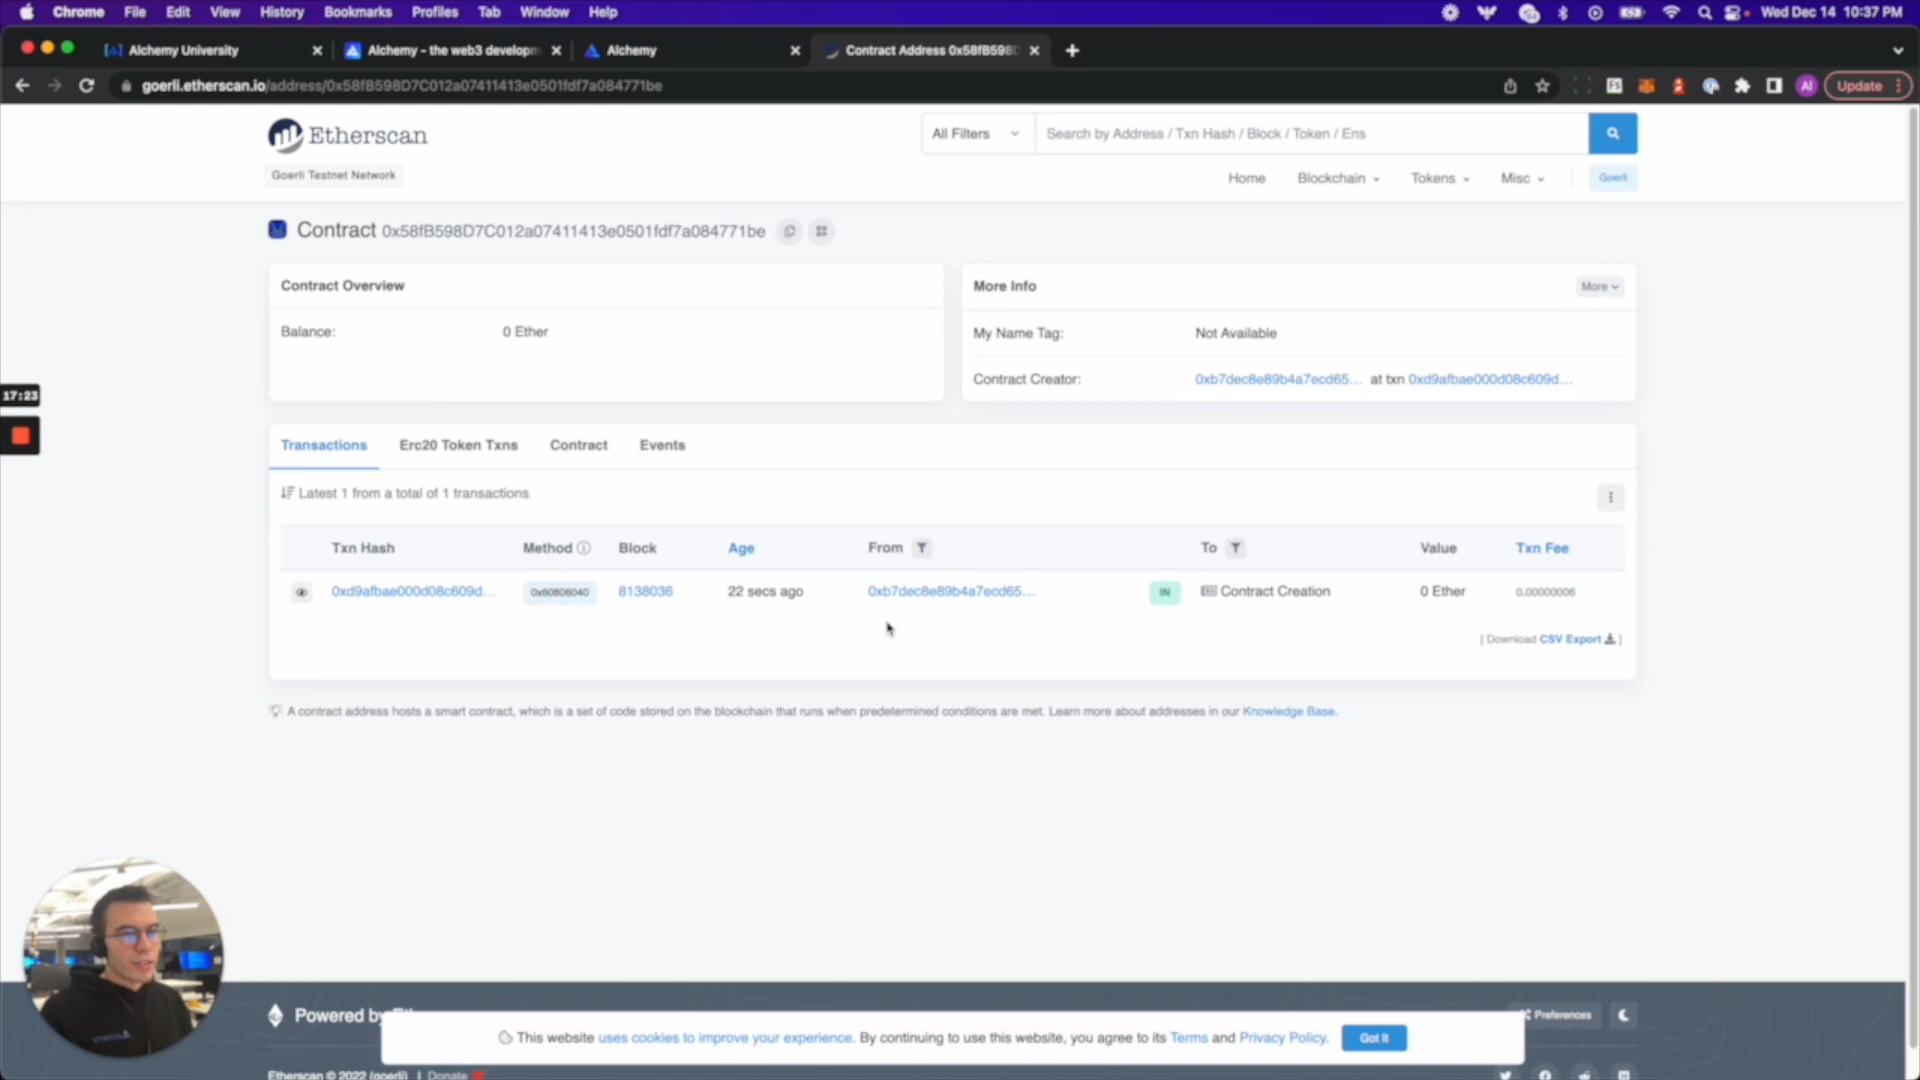 Chrome File Edit View History Bookmarks Profiles Tab Window Help Wed Dec 14 10:37 PM
Alchemy University Alchemy - the web3 developm Alchemy Contract Address 0x58fB598D
goerli.etherscan.io/address/0x58fB598D7C012a07411413e0501fdf7a084771be Update
Etherscan All Filters Search by Address / Txn Hash / Block / Token / Ens
Goerli Testnet Network Home Blockchain Tokens Misc Goerli
Contract 0x58fB598D7C012a07411413e0501fdf7a084771be
Contract Overview
Balance: 0 Ether
More Info More
My Name Tag: Not Available
Contract Creator: 0xb7dec8e89b4a7ecd65... at txn 0xd9afbae000d08c609d...
17:23
Transactions Erc20 Token Txns Contract Events
Latest 1 from a total of 1 transactions
Txn Hash Method Block Age From To Value Txn Fee
0xd9afbae000d08c609d... 0x60806040 8138036 22 secs ago 0xb7dec8e89b4a7ecd65... IN Contract Creation 0 Ether 0.00000006
[ Download CSV Export ]
A contract address hosts a smart contract, which is a set of code stored on the blockchain that runs when predetermined conditions are met. Learn more about addresses in our Knowledge Base.
Powered by Preferences
This website uses cookies to improve your experience. By continuing to use this website, you agree to its Terms and Privacy Policy. Got It
Etherscan © 2022 (goerli) | Donate